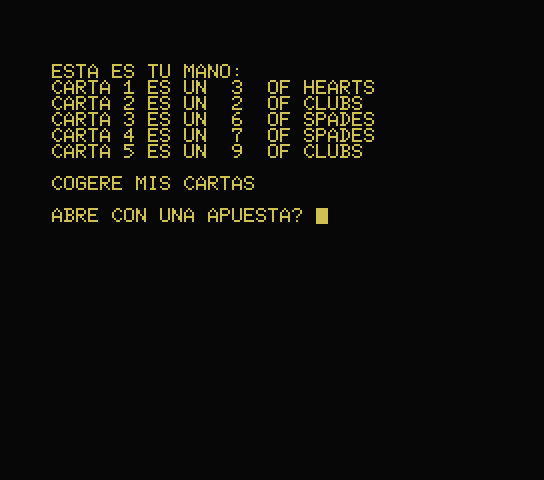 ESTA ES TU MANO:
CARTA 1 ES UN  3  OF HEARTS
CARTA 2 ES UN  2  OF CLUBS
CARTA 3 ES UN  6  OF SPADES
CARTA 4 ES UN  7  OF SPADES
CARTA 5 ES UN  9  OF CLUBS
COGERE MIS CARTAS
ABRE CON UNA APUESTA?